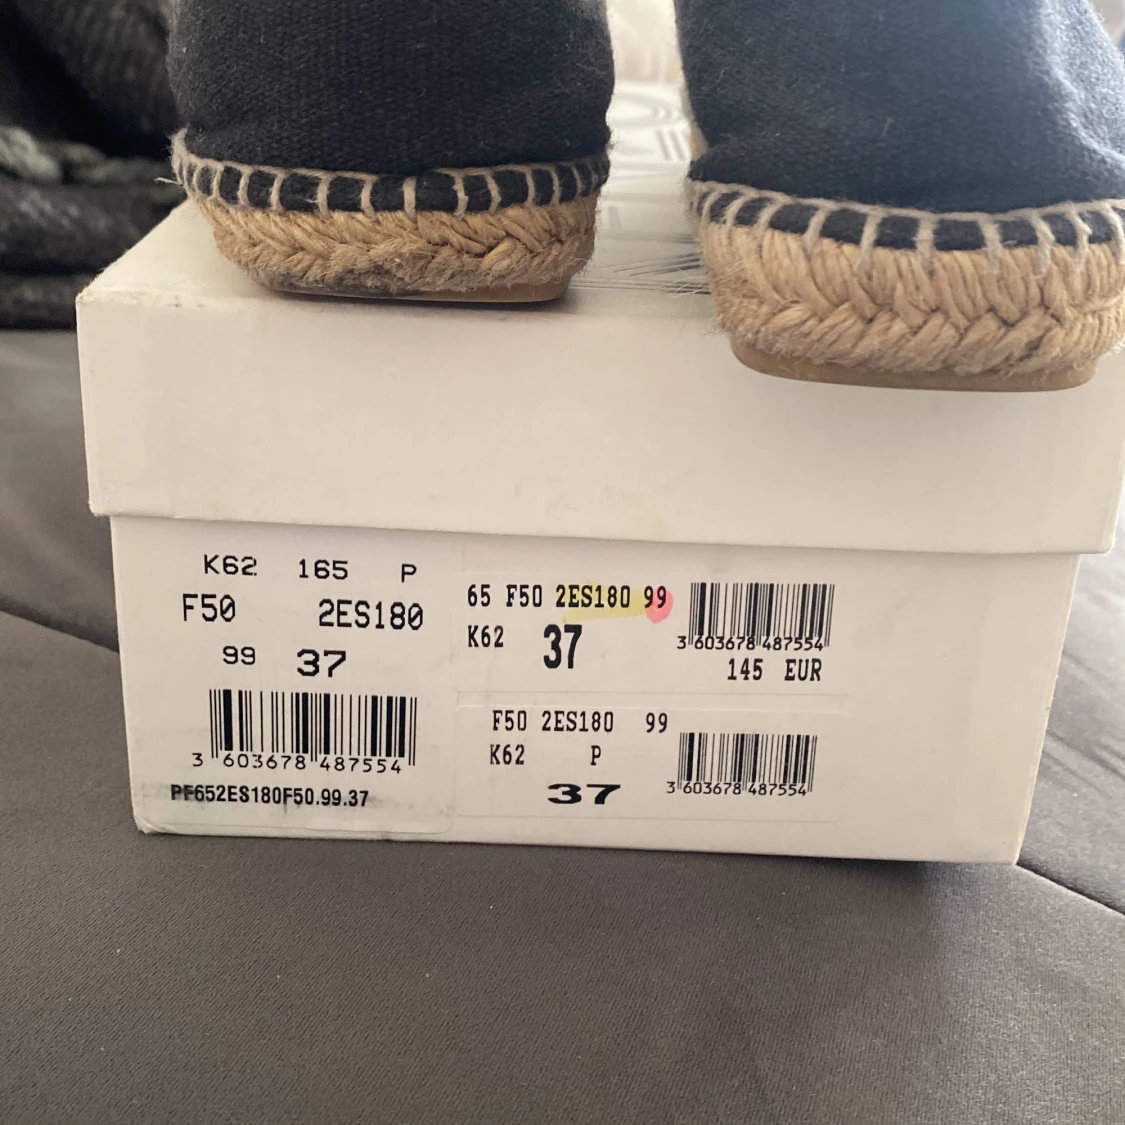 K62 165 P
F50 2ES180
99 37
3 603678 487554
PF652ES180F50.99.37
65 F50 2ES180 99
K62 37
3 603678 487554
145 EUR
F50 2ES180 99
K62 P
3 603678 487554
37